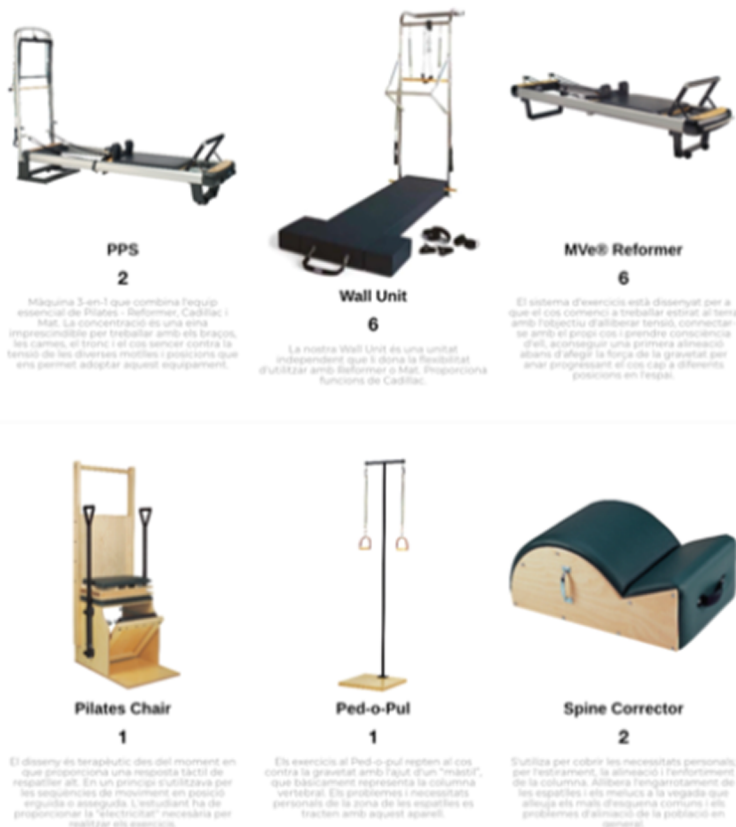 PPS
2
Màquina 3-en-1 que combina l'equip
essencial de Pilates - Reformer, Cadillac i
Mat. La concentració és una eina
imprescindible per treballar amb els braços,
les cames, el tronc i el cos sencer contra la
tensió de les diverses motlles i posicions que
ens permet adoptar aquest equipament.
Wall Unit
6
La nostra Wall Unit és una unitat
independent que li dona la flexibilitat
d'utilitzar amb Reformer o Mat. Proporciona
funcions de Cadillac.
MVe® Reformer
6
El sistema d'exercicis està dissenyat per a
que el cos comenci a treballar estirat al terra
amb l'objectiu d'alliberar tensió, connectar-
se amb el propi cos i prendre consciència
d'ell, aconseguir una primera alineació
abans d'afegir la força de la gravetat per
anar progressant el cos cap a diferents
posicions en l'espai.
Pilates Chair
1
El disseny és terapèutic des del moment en
que proporciona una resposta tàctil de
respatller alt. En un principi s'utilitzava per
les seqüències de moviment en posició
erguida o asseguda. L'estudiant ha de
proporcionar la "electricitat" necessària per
realitzar els exercicis.
Ped-o-Pul
1
Els exercicis al Ped-o-pul repten al cos
contra la gravetat amb l'ajut d'un "màstil",
que bàsicament representa la columna
vertebral. Els problemes i necessitats
personals de la zona de les espatlles es
tracten amb aquest aparell.
Spine Corrector
2
S'utiliza per cobrir les necessitats personals,
per l'estirament, la alineació i l'enfortiment
de la columna. Allibera l'engarrotament de
les espatlles i els melucs a la vegada que
alleuja els mals d'esquena comuns i els
problemes d'alineació de la població en
general.